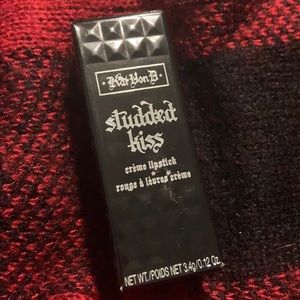 · Kat Von D ·
studded
kiss
crème lipstick
rouge à lèvres crème
NET WT./POIDS NET 3.4g/0.12 Oz.